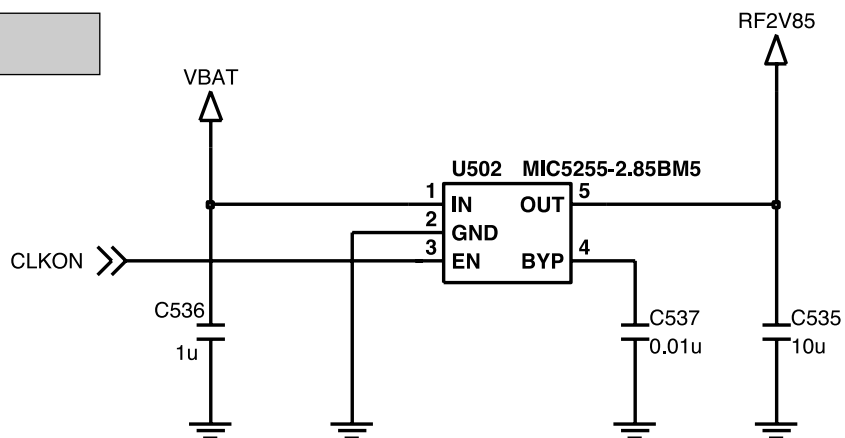 RF2V85
VBAT
U502 MIC5255-2.85BM5
1 IN OUT 5
2 GND
3 EN BYP 4
CLKON
C536
1u
C537
0.01u
C535
10u